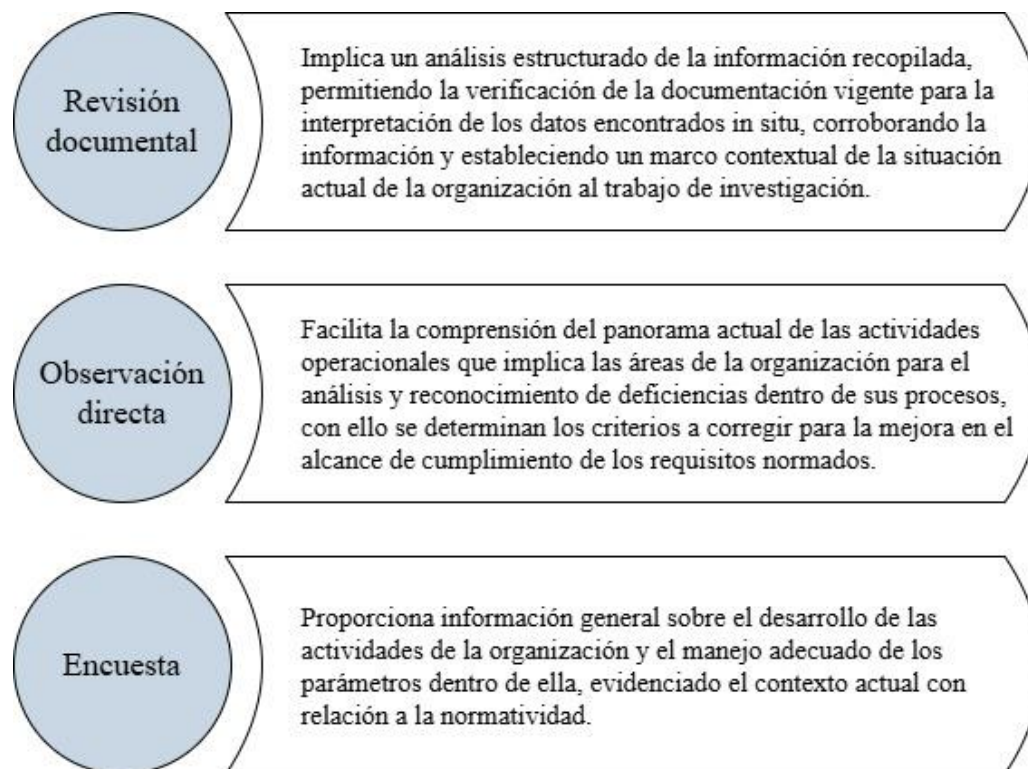 Revisión
documental
Implica un análisis estructurado de la información recopilada,
permitiendo la verificación de la documentación vigente para la
interpretación de los datos encontrados in situ, corroborando la
información y estableciendo un marco contextual de la situación
actual de la organización al trabajo de investigación.
Observación
directa
Facilita la comprensión del panorama actual de las actividades
operacionales que implica las áreas de la organización para el
análisis y reconocimiento de deficiencias dentro de sus procesos,
con ello se determinan los criterios a corregir para la mejora en el
alcance de cumplimiento de los requisitos normados.
Encuesta
Proporciona información general sobre el desarrollo de las
actividades de la organización y el manejo adecuado de los
parámetros dentro de ella, evidenciado el contexto actual con
relación a la normatividad.